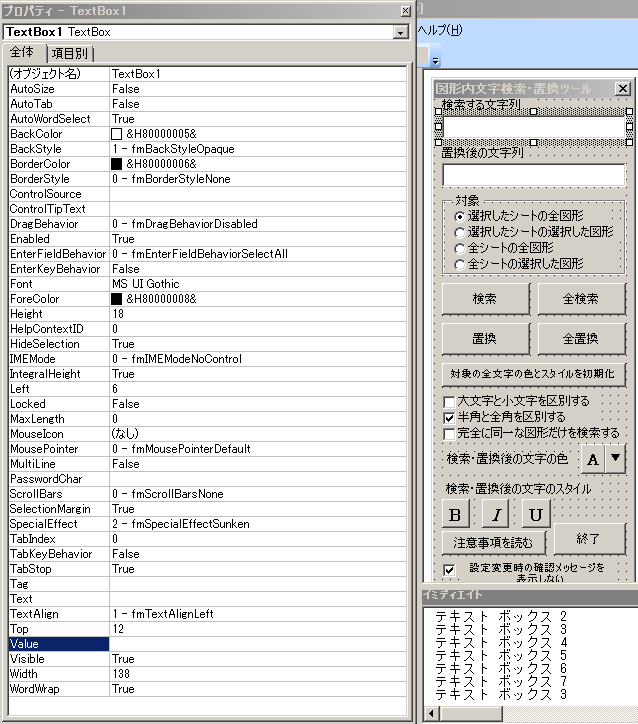 プロパティ - TextBox1
TextBox1 TextBox
全体 項目別
(オブジェクト名) TextBox1
AutoSize False
AutoTab False
AutoWordSelect True
BackColor &H80000005&
BackStyle 1 - fmBackStyleOpaque
BorderColor &H80000006&
BorderStyle 0 - fmBorderStyleNone
ControlSource
ControlTipText
DragBehavior 0 - fmDragBehaviorDisabled
Enabled True
EnterFieldBehavior 0 - fmEnterFieldBehaviorSelectAll
EnterKeyBehavior False
Font MS UI Gothic
ForeColor &H80000008&
Height 18
HelpContextID 0
HideSelection True
IMEMode 0 - fmIMEModeNoControl
IntegralHeight True
Left 6
Locked False
MaxLength 0
MouseIcon (なし)
MousePointer 0 - fmMousePointerDefault
MultiLine False
PasswordChar
ScrollBars 0 - fmScrollBarsNone
SelectionMargin True
SpecialEffect 2 - fmSpecialEffectSunken
TabIndex 0
TabKeyBehavior False
TabStop True
Tag
Text
TextAlign 1 - fmTextAlignLeft
Top 12
Value
Visible True
Width 138
WordWrap True
]
ヘルプ(H)
図形内文字検索・置換ツール
検索する文字列
置換後の文字列
対象
選択したシートの全図形
選択したシートの選択した図形
全シートの全図形
全シートの選択した図形
検索 全検索
置換 全置換
対象の全文字の色とスタイルを初期化
大文字と小文字を区別する
半角と全角を区別する
完全に同一な図形だけを検索する
検索・置換後の文字の色 A
検索・置換後の文字のスタイル
B I U
注意事項を読む 終了
設定変更時の確認メッセージを
表示しない
イミディエイト
テキスト ボックス 2
テキスト ボックス 3
テキスト ボックス 4
テキスト ボックス 5
テキスト ボックス 6
テキスト ボックス 7
テキスト ボックス 3